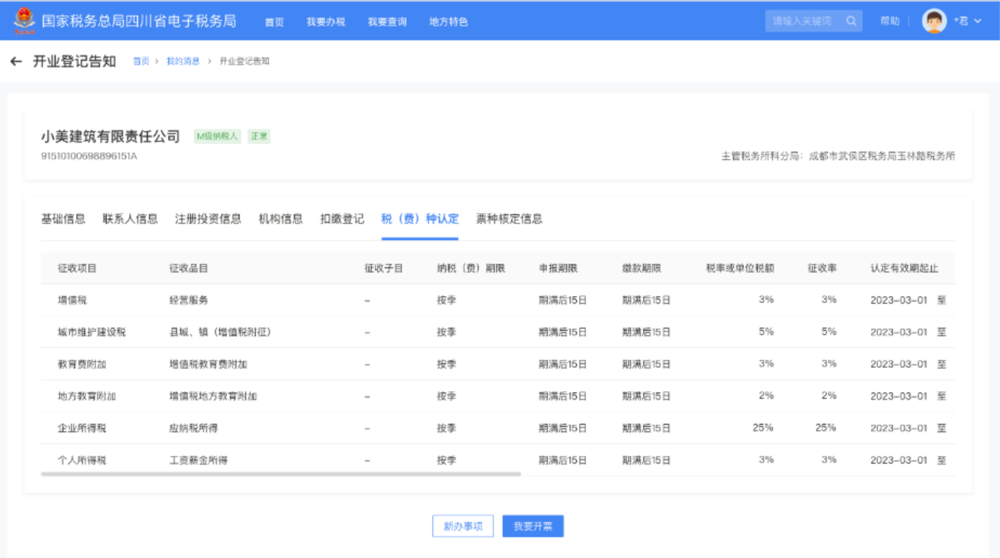 国家税务总局四川省电子税务局 首页 我要办税 我要查询 地方特色 请输入关键词 帮助 *君
开业登记告知 首页 > 我的消息 > 开业登记告知
小美建筑有限责任公司 M级纳税人 正常
91510100698896151A 主管税务所科分局：成都市武侯区税务局玉林路税务所
基础信息 联系人信息 注册投资信息 机构信息 扣缴登记 税（费）种认定 票种核定信息
征收项目 征收品目 征收子目 纳税（费）期限 申报期限 缴款期限 税率或单位税额 征收率 认定有效期起止
增值税 经营服务 – 按季 期满后15日 期满后15日 3% 3% 2023-03-01 至
城市维护建设税 县城、镇（增值税附征） – 按季 期满后15日 期满后15日 5% 5% 2023-03-01 至
教育费附加 增值税教育费附加 – 按季 期满后15日 期满后15日 3% 3% 2023-03-01 至
地方教育附加 增值税地方教育附加 – 按季 期满后15日 期满后15日 2% 2% 2023-03-01 至
企业所得税 应纳税所得 – 按季 期满后15日 期满后15日 25% 25% 2023-03-01 至
个人所得税 工资薪金所得 – 按季 期满后15日 期满后15日 3% 3% 2023-03-01 至
新办事项 我要开票